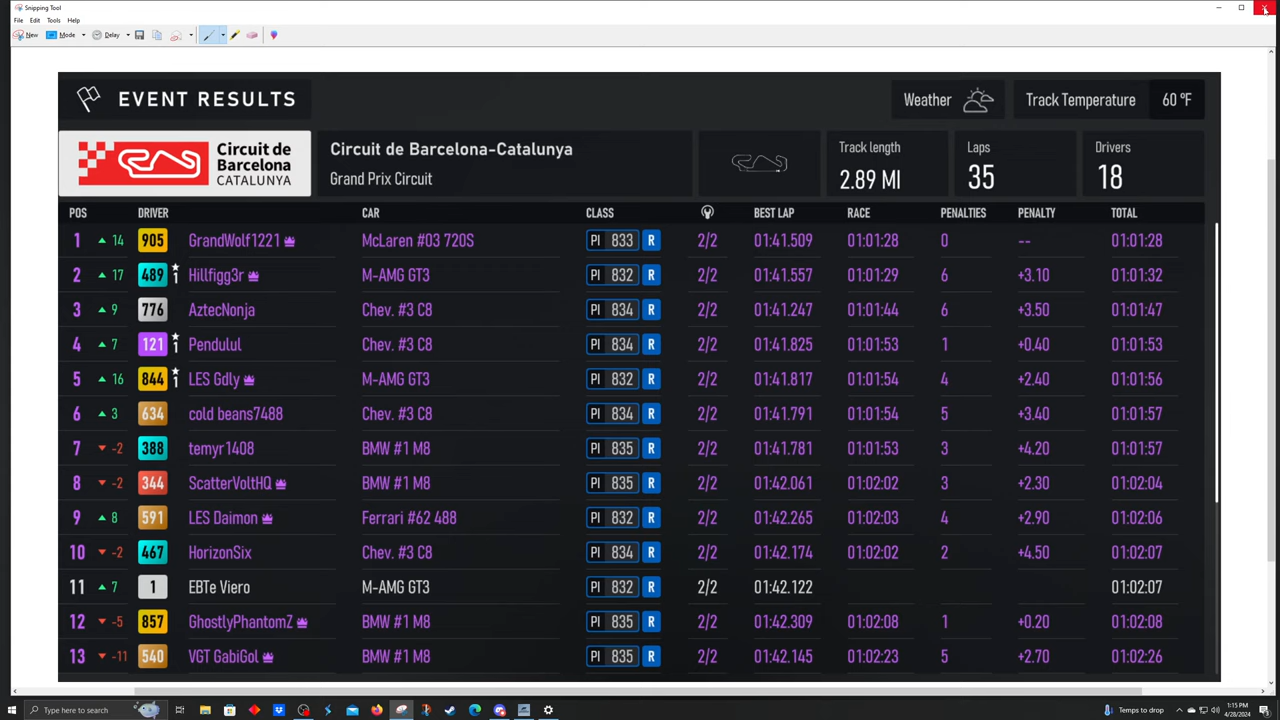 Snipping Tool
File Edit Tools Help
New Mode Delay
EVENT RESULTS Weather Track Temperature 60 °F
Circuit de Barcelona CATALUNYA
Circuit de Barcelona-Catalunya
Grand Prix Circuit
Track length 2.89 MI
Laps 35
Drivers 18
POS DRIVER CAR CLASS BEST LAP RACE PENALTIES PENALTY TOTAL
1 14 905 GrandWolf1221 McLaren #03 720S PI 833 R 2/2 01:41.509 01:01:28 0 -- 01:01:28
2 17 489 1 Hillfigg3r M-AMG GT3 PI 832 R 2/2 01:41.557 01:01:29 6 +3.10 01:01:32
3 9 776 AztecNonja Chev. #3 C8 PI 834 R 2/2 01:41.247 01:01:44 6 +3.50 01:01:47
4 7 121 1 Pendulul Chev. #3 C8 PI 834 R 2/2 01:41.825 01:01:53 1 +0.40 01:01:53
5 16 844 1 LES Gdly M-AMG GT3 PI 832 R 2/2 01:41.817 01:01:54 4 +2.40 01:01:56
6 3 634 cold beans7488 Chev. #3 C8 PI 834 R 2/2 01:41.791 01:01:54 5 +3.40 01:01:57
7 -2 388 temyr1408 BMW #1 M8 PI 835 R 2/2 01:41.781 01:01:53 3 +4.20 01:01:57
8 -2 344 ScatterVoltHQ BMW #1 M8 PI 835 R 2/2 01:42.061 01:02:02 3 +2.30 01:02:04
9 8 591 LES Daimon Ferrari #62 488 PI 832 R 2/2 01:42.265 01:02:03 4 +2.90 01:02:06
10 -2 467 HorizonSix Chev. #3 C8 PI 834 R 2/2 01:42.174 01:02:02 2 +4.50 01:02:07
11 7 1 EBTe Viero M-AMG GT3 PI 832 R 2/2 01:42.122 01:02:07
12 -5 857 GhostlyPhantomZ BMW #1 M8 PI 835 R 2/2 01:42.309 01:02:08 1 +0.20 01:02:08
13 -11 540 VGT GabiGol BMW #1 M8 PI 835 R 2/2 01:42.145 01:02:23 5 +2.70 01:02:26
Type here to search Temps to drop 1:15 PM
4/28/2024